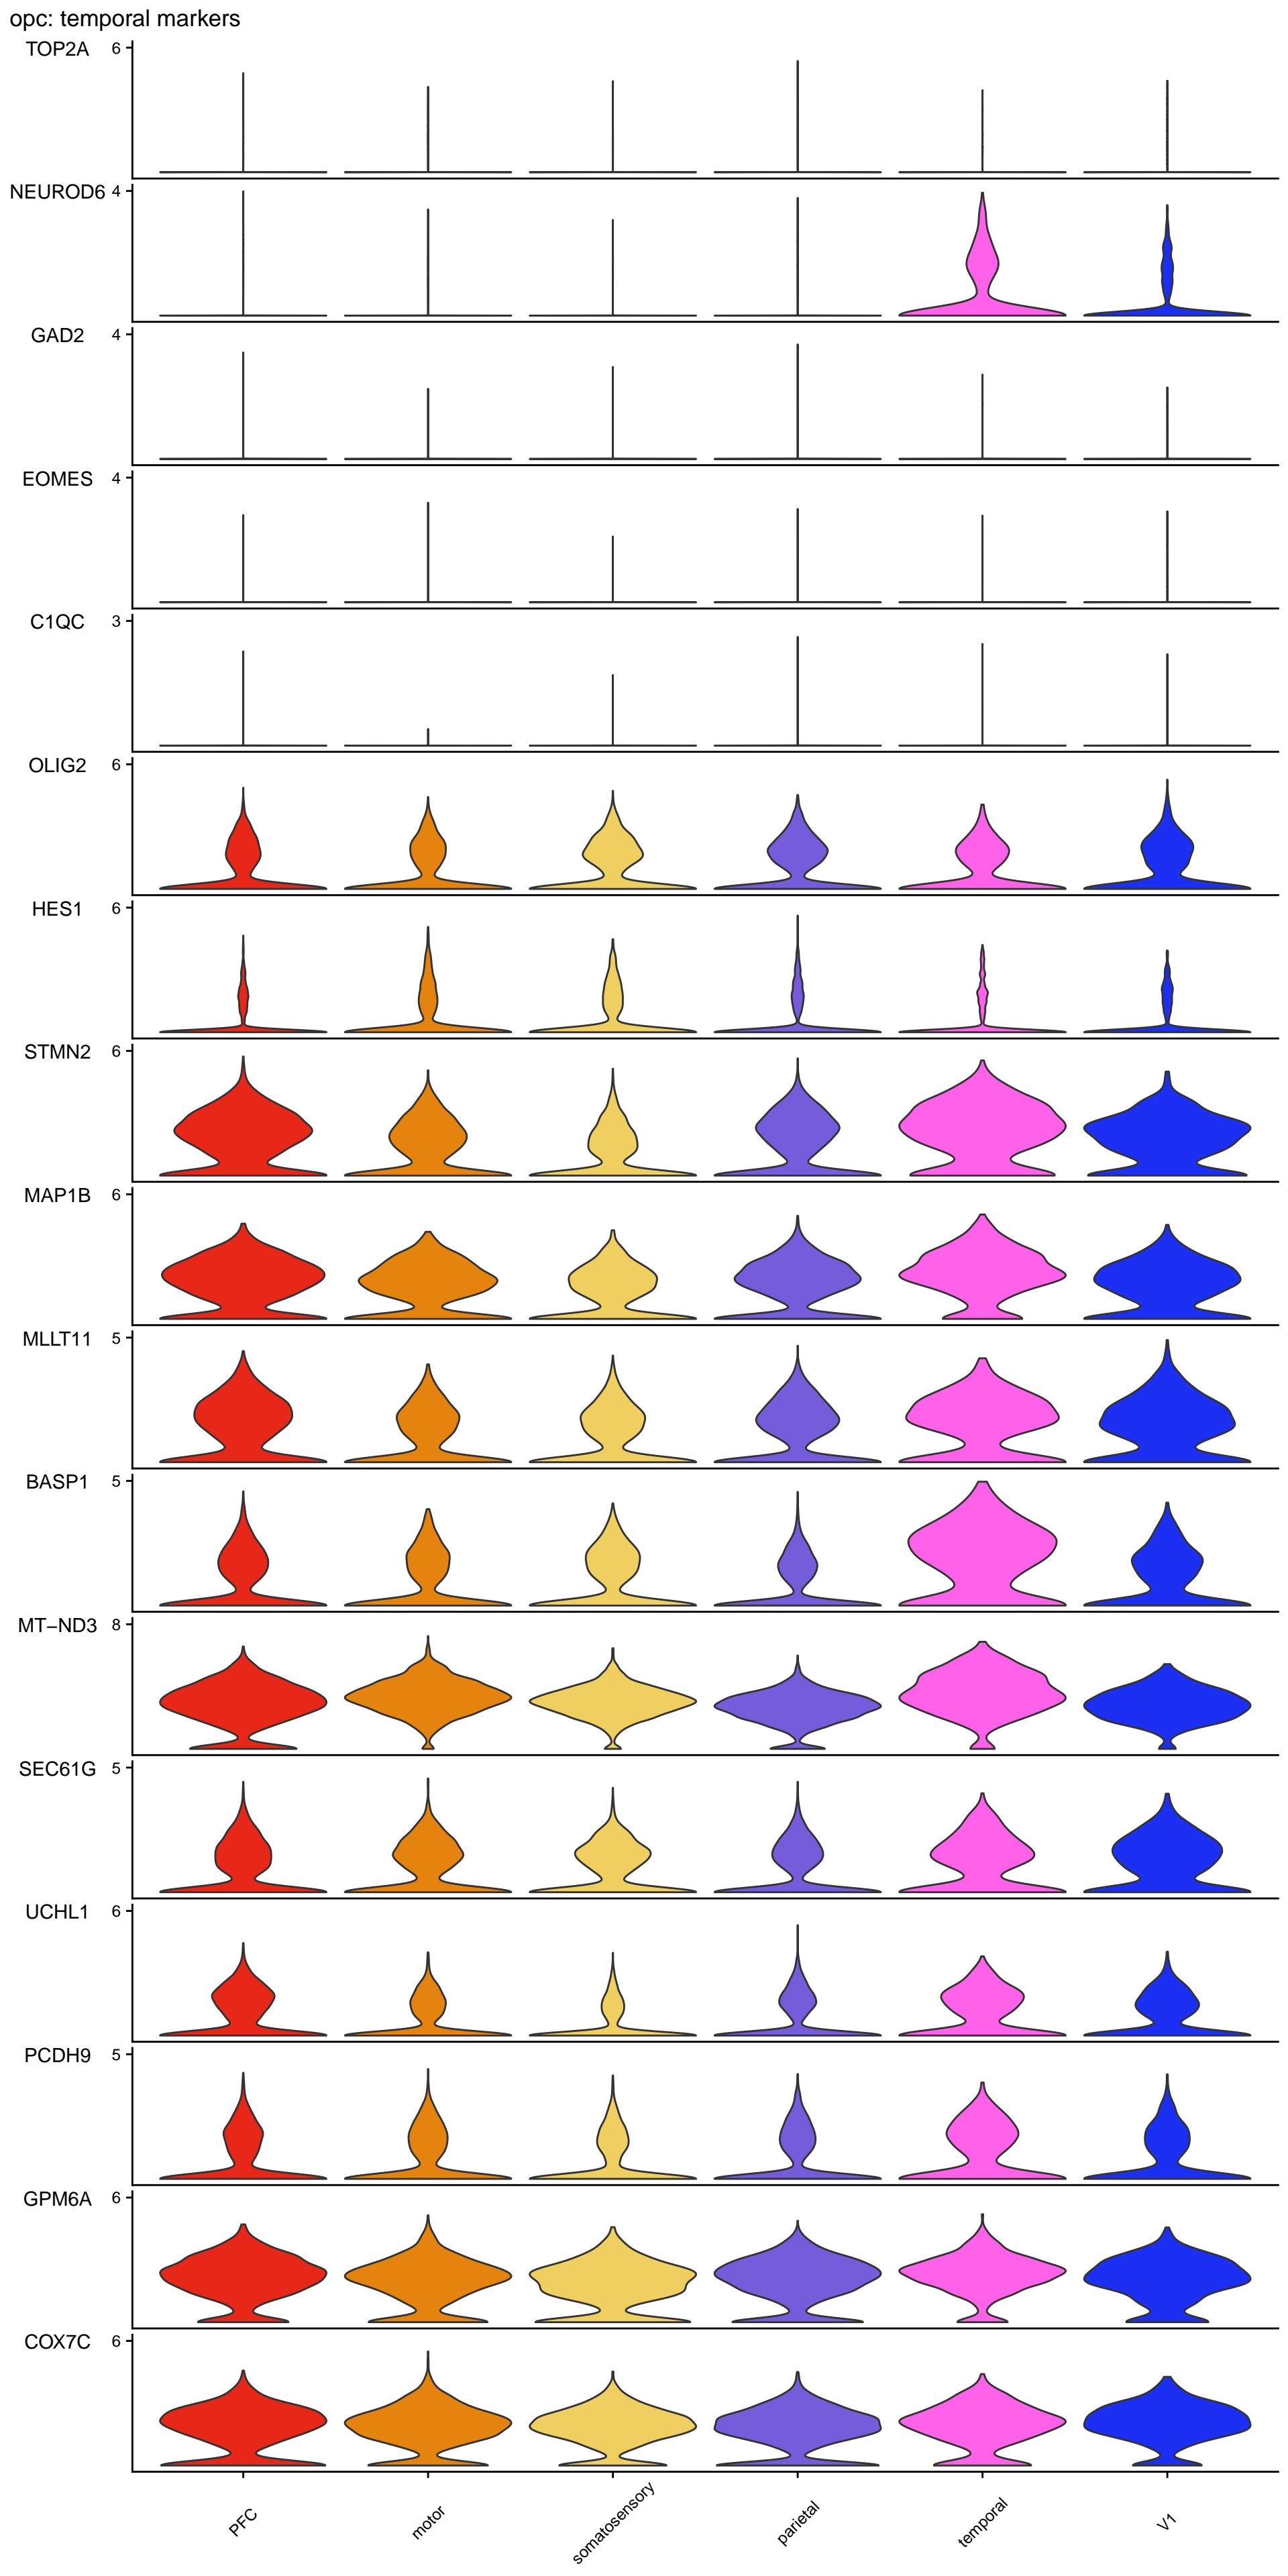 opc: temporal markers
TOP2A 6
NEUROD6 4
GAD2 4
EOMES 4
C1QC 3
OLIG2 6
HES1 6
STMN2 6
MAP1B 6
MLLT11 5
BASP1 5
MT−ND3 8
SEC61G 5
UCHL1 6
PCDH9 5
GPM6A 6
COX7C 6
PFC motor somatosensory parietal temporal V1